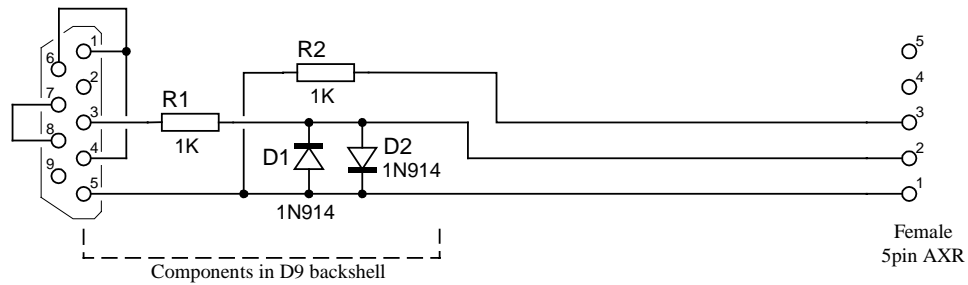 1
6
2
7
3
8
4
9
5
R1
1K
R2
1K
D1
1N914
D2
1N914
5
4
3
2
1
Female
5pin AXR
Components in D9 backshell